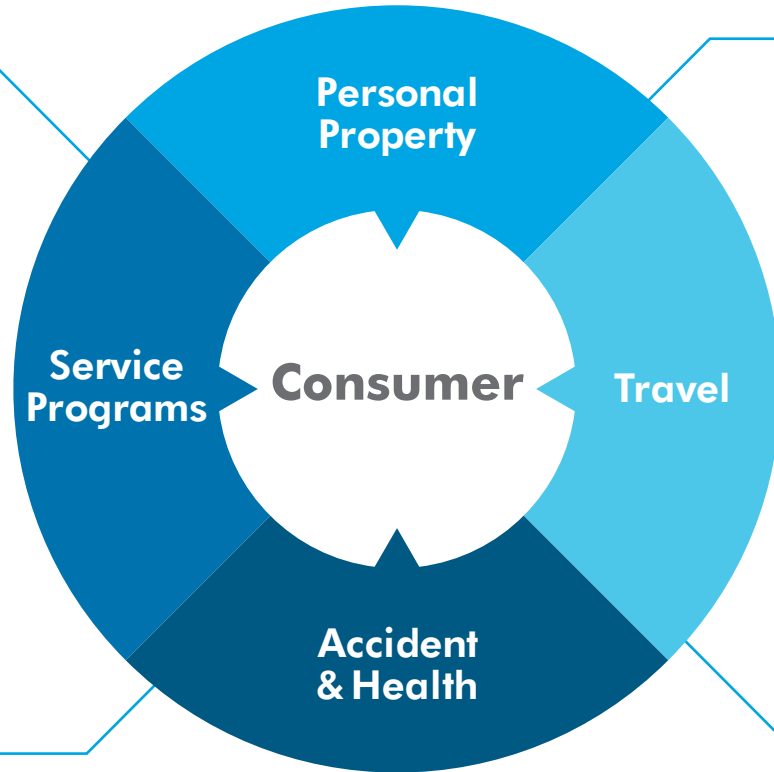 Personal
Property
Service
Programs
Consumer
Travel
Accident
& Health